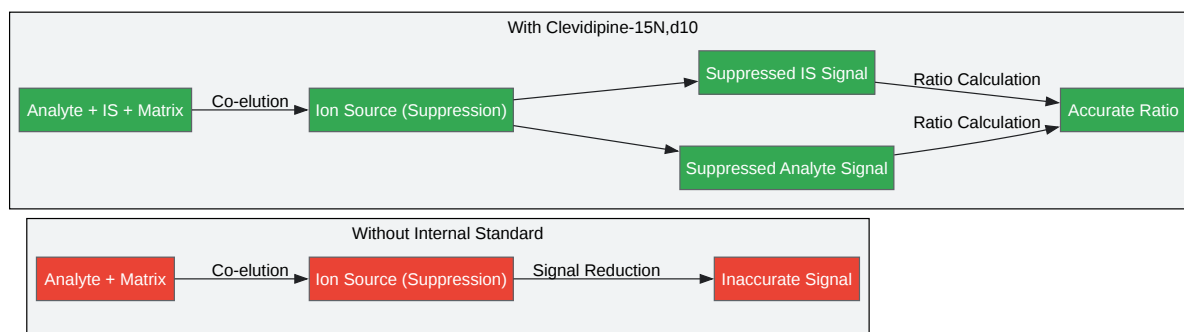 With Clevidipine-15N,d10
Analyte + IS + Matrix
Co-elution
Ion Source (Suppression)
Suppressed IS Signal
Suppressed Analyte Signal
Ratio Calculation
Ratio Calculation
Accurate Ratio
Without Internal Standard
Analyte + Matrix
Co-elution
Ion Source (Suppression)
Signal Reduction
Inaccurate Signal